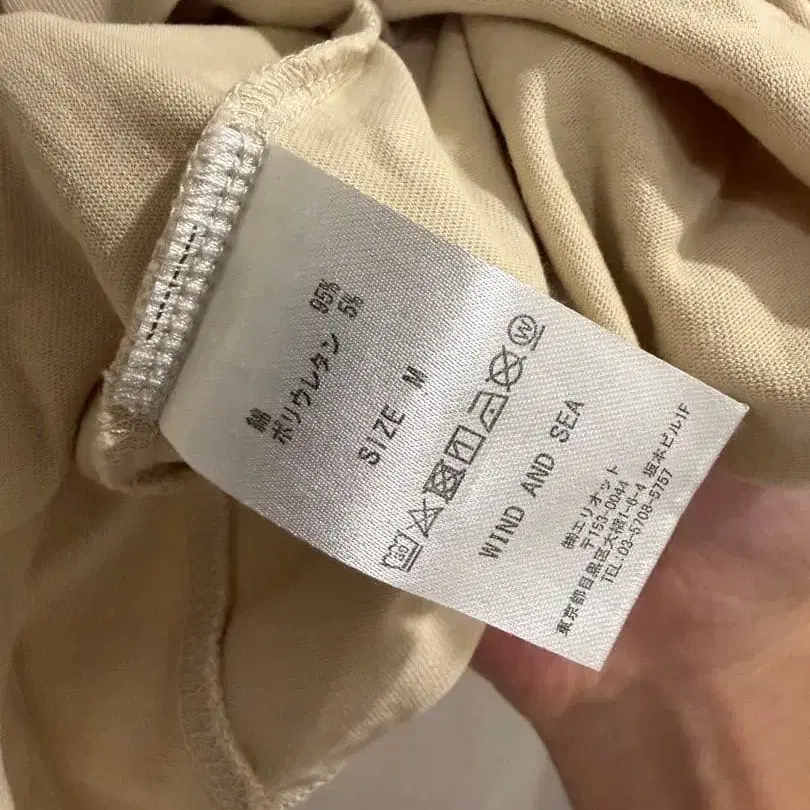 綿 95%
ポリウレタン 5%
SIZE M
30
W
WIND AND SEA
㈱エリオット
〒153-0044
東京都目黒区大橋1-6-4 坂本ビル1F
TEL:03-5708-5757